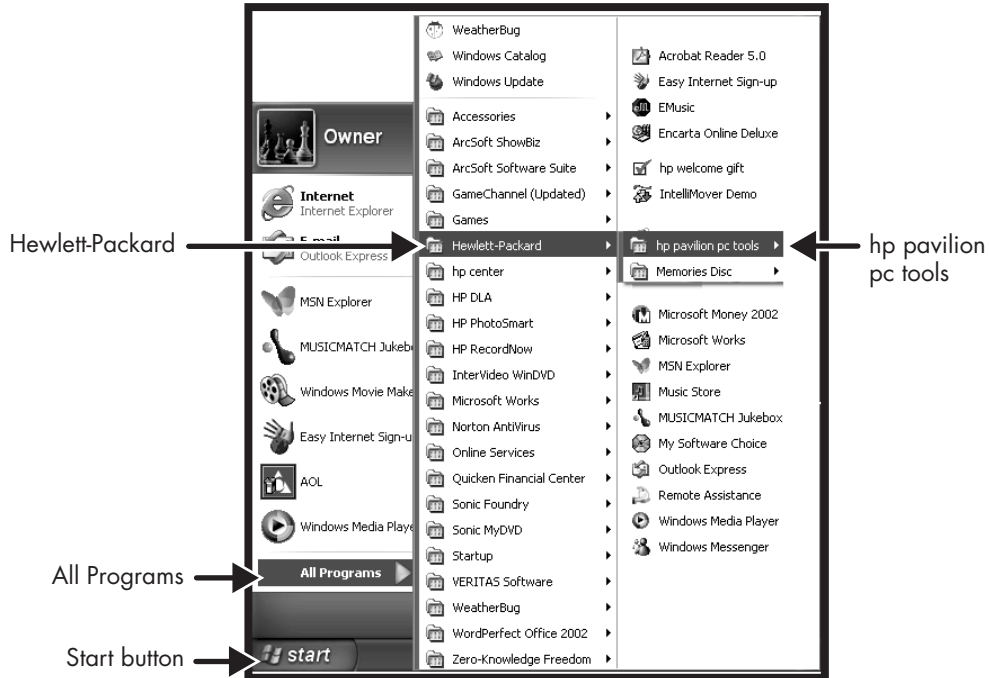 WeatherBug
Windows Catalog
Windows Update
Accessories
ArcSoft ShowBiz
ArcSoft Software Suite
GameChannel (Updated)
Games
Hewlett-Packard
hp center
HP DLA
HP PhotoSmart
HP RecordNow
InterVideo WinDVD
Microsoft Works
Norton AntiVirus
Online Services
Quicken Financial Center
Sonic Foundry
Sonic MyDVD
Startup
VERITAS Software
WeatherBug
WordPerfect Office 2002
Zero-Knowledge Freedom
Acrobat Reader 5.0
Easy Internet Sign-up
EMusic
Encarta Online Deluxe
hp welcome gift
IntelliMover Demo
hp pavilion pc tools
Memories Disc
Microsoft Money 2002
Microsoft Works
MSN Explorer
Music Store
MUSICMATCH Jukebox
My Software Choice
Outlook Express
Remote Assistance
Windows Media Player
Windows Messenger
Owner
Internet
Internet Explorer
E-mail
Outlook Express
MSN Explorer
MUSICMATCH Jukeb
Windows Movie Make
Easy Internet Sign-u
AOL
Windows Media Playe
All Programs
start
Hewlett-Packard
All Programs
Start button
hp pavilion
pc tools